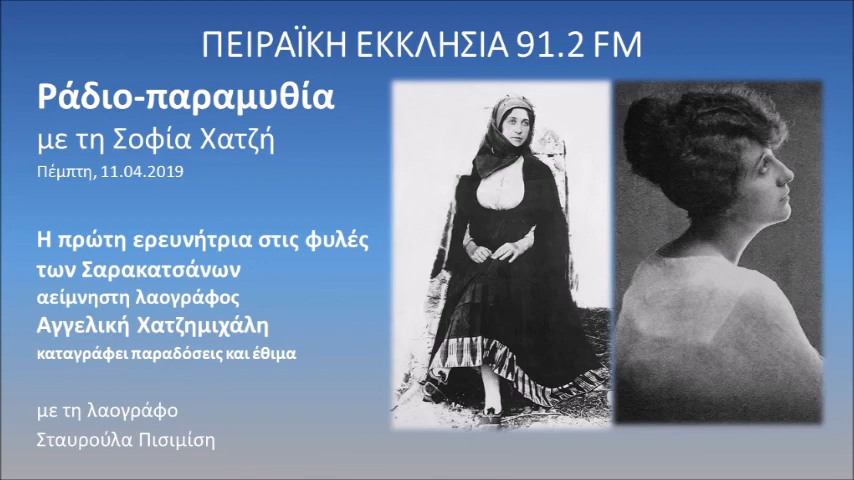 ΠΕΙΡΑΪΚΗ ΕΚΚΛΗΣΙΑ 91.2 FM
Ράδιο-παραμυθία
με τη Σοφία Χατζή
Πέμπτη, 11.04.2019
Η πρώτη ερευνήτρια στις φυλές
των Σαρακατσάνων
αείμνηστη λαογράφος
Αγγελική Χατζημιχάλη
καταγράφει παραδόσεις και έθιμα
με τη λαογράφο
Σταυρούλα Πισιμίση